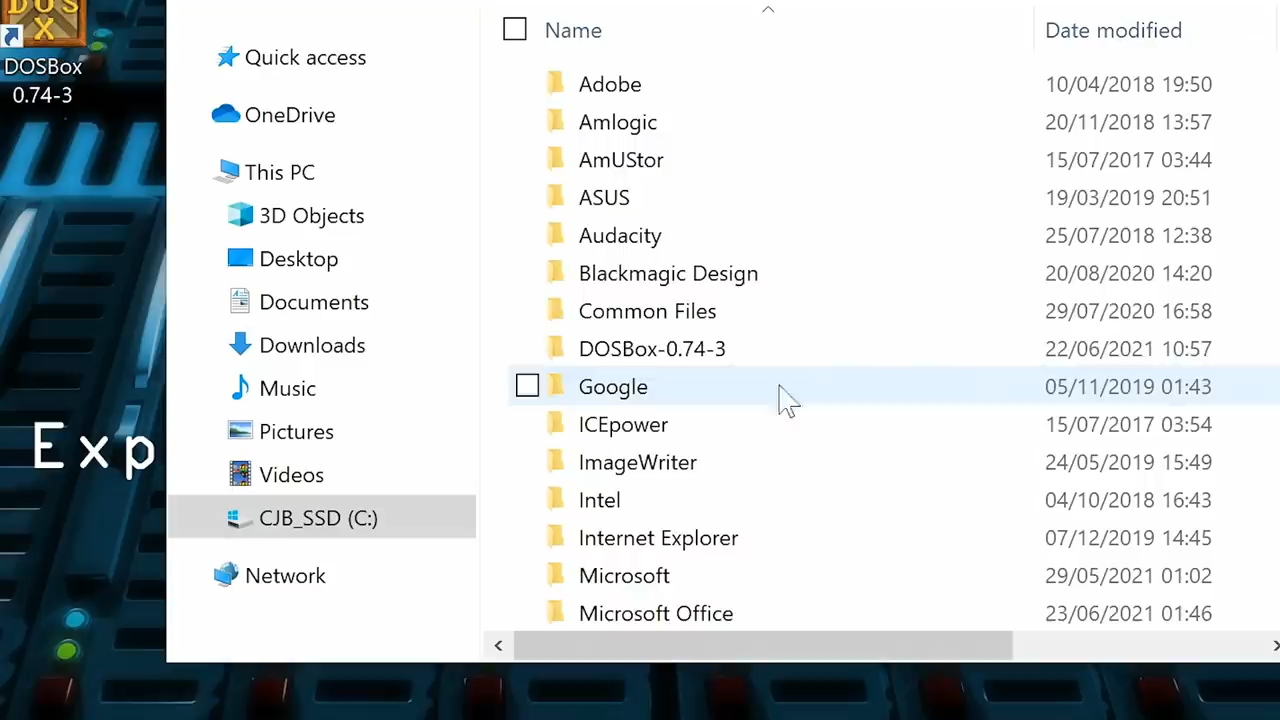 DOS
X
DOSBox
0.74-3
Exp
Quick access
OneDrive
This PC
3D Objects
Desktop
Documents
Downloads
Music
Pictures
Videos
CJB_SSD (C:)
Network
Name Date modified
Adobe 10/04/2018 19:50
Amlogic 20/11/2018 13:57
AmUStor 15/07/2017 03:44
ASUS 19/03/2019 20:51
Audacity 25/07/2018 12:38
Blackmagic Design 20/08/2020 14:20
Common Files 29/07/2020 16:58
DOSBox-0.74-3 22/06/2021 10:57
Google 05/11/2019 01:43
ICEpower 15/07/2017 03:54
ImageWriter 24/05/2019 15:49
Intel 04/10/2018 16:43
Internet Explorer 07/12/2019 14:45
Microsoft 29/05/2021 01:02
Microsoft Office 23/06/2021 01:46